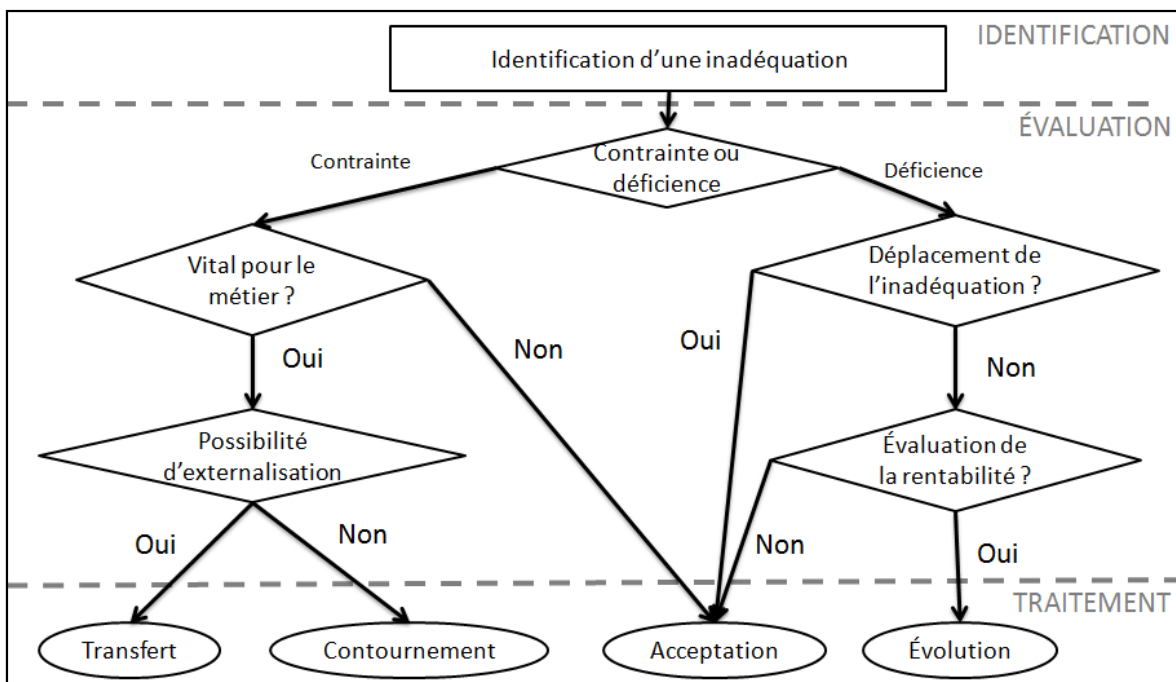 IDENTIFICATION
Identification d’une inadéquation
ÉVALUATION
Contrainte ou
déficience
Contrainte
Déficience
Vital pour le
métier ?
Déplacement de
l’inadéquation ?
Oui
Non
Oui
Non
Possibilité
d’externalisation
Évaluation de
la rentabilité ?
Oui
Non
Non
Oui
TRAITEMENT
Transfert
Contournement
Acceptation
Évolution